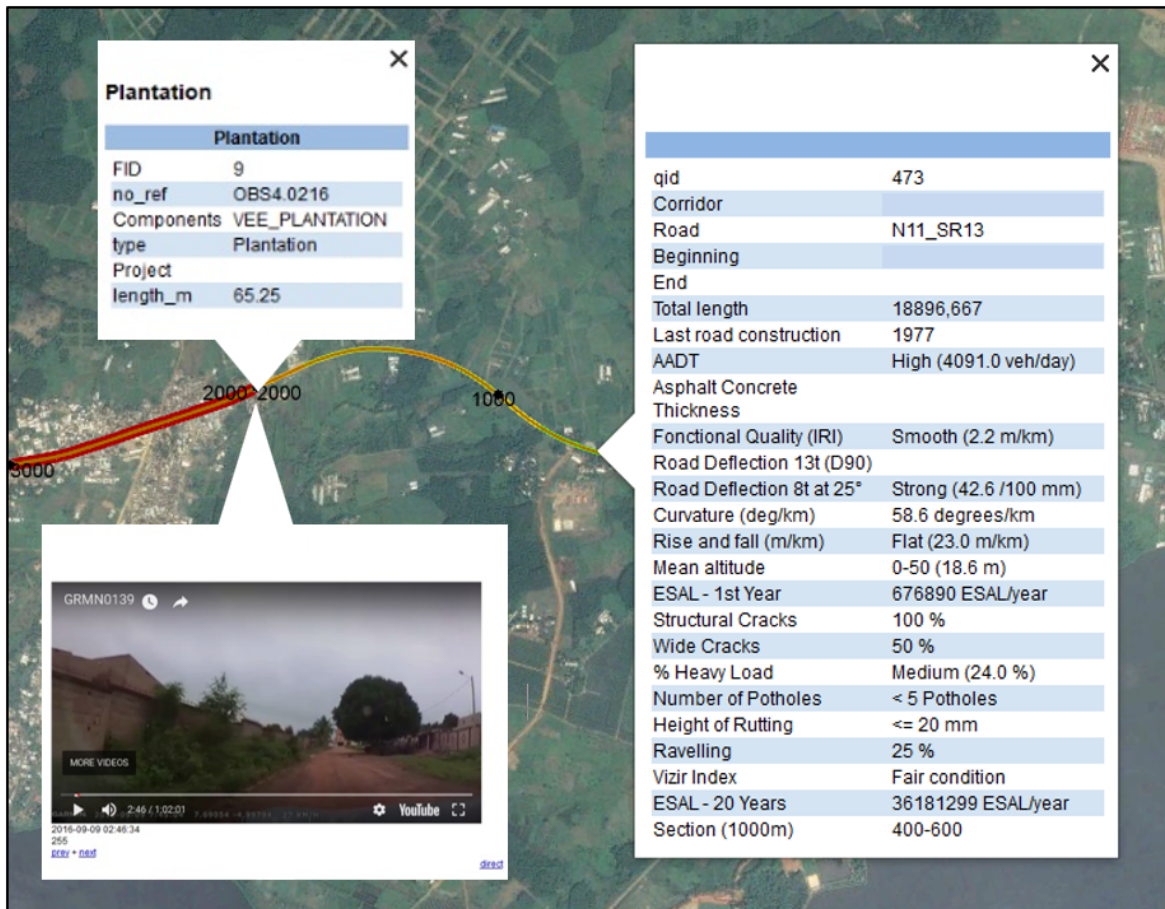 Plantation
Plantation
FID 9
no_ref OBS4.0216
Components VEE_PLANTATION
type Plantation
Project
length_m 65.25
qid 473
Corridor
Road N11_SR13
Beginning
End
Total length 18896,667
Last road construction 1977
AADT High (4091.0 veh/day)
Asphalt Concrete
Thickness
Fonctional Quality (IRI) Smooth (2.2 m/km)
Road Deflection 13t (D90)
Road Deflection 8t at 25° Strong (42.6 /100 mm)
Curvature (deg/km) 58.6 degrees/km
Rise and fall (m/km) Flat (23.0 m/km)
Mean altitude 0-50 (18.6 m)
ESAL - 1st Year 676890 ESAL/year
Structural Cracks 100 %
Wide Cracks 50 %
% Heavy Load Medium (24.0 %)
Number of Potholes < 5 Potholes
Height of Rutting <= 20 mm
Ravelling 25 %
Vizir Index Fair condition
ESAL - 20 Years 36181299 ESAL/year
Section (1000m) 400-600
2000 2000
1000
3000
GRMN0139
MORE VIDEOS
2:46 / 1:02:01 YouTube
2016-09-09 02:46:34
255
prev + next
direct